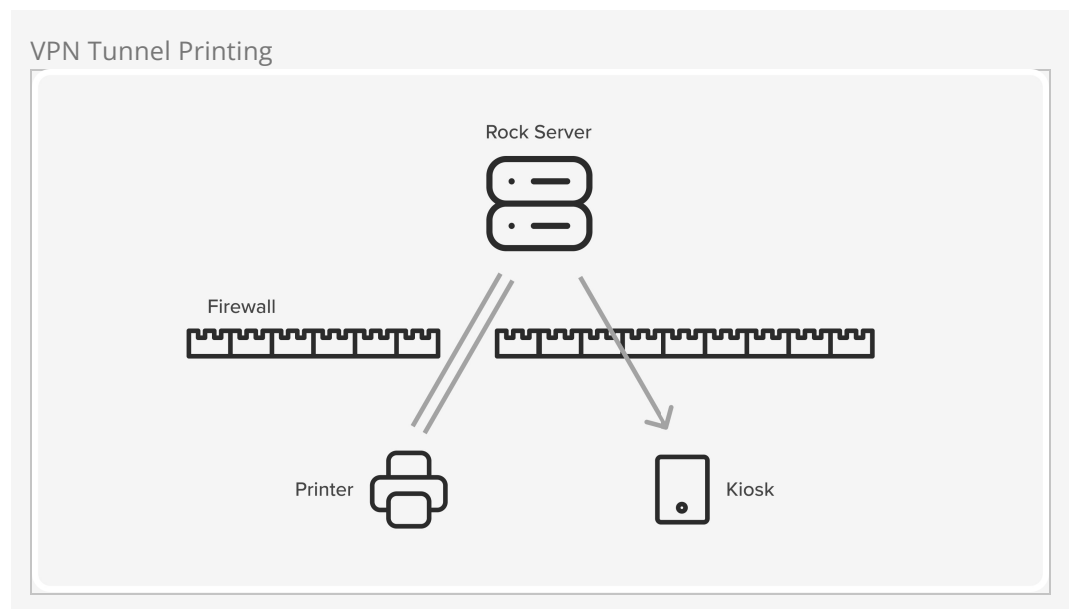 VPN Tunnel Printing
Rock Server
Firewall
Printer
Kiosk